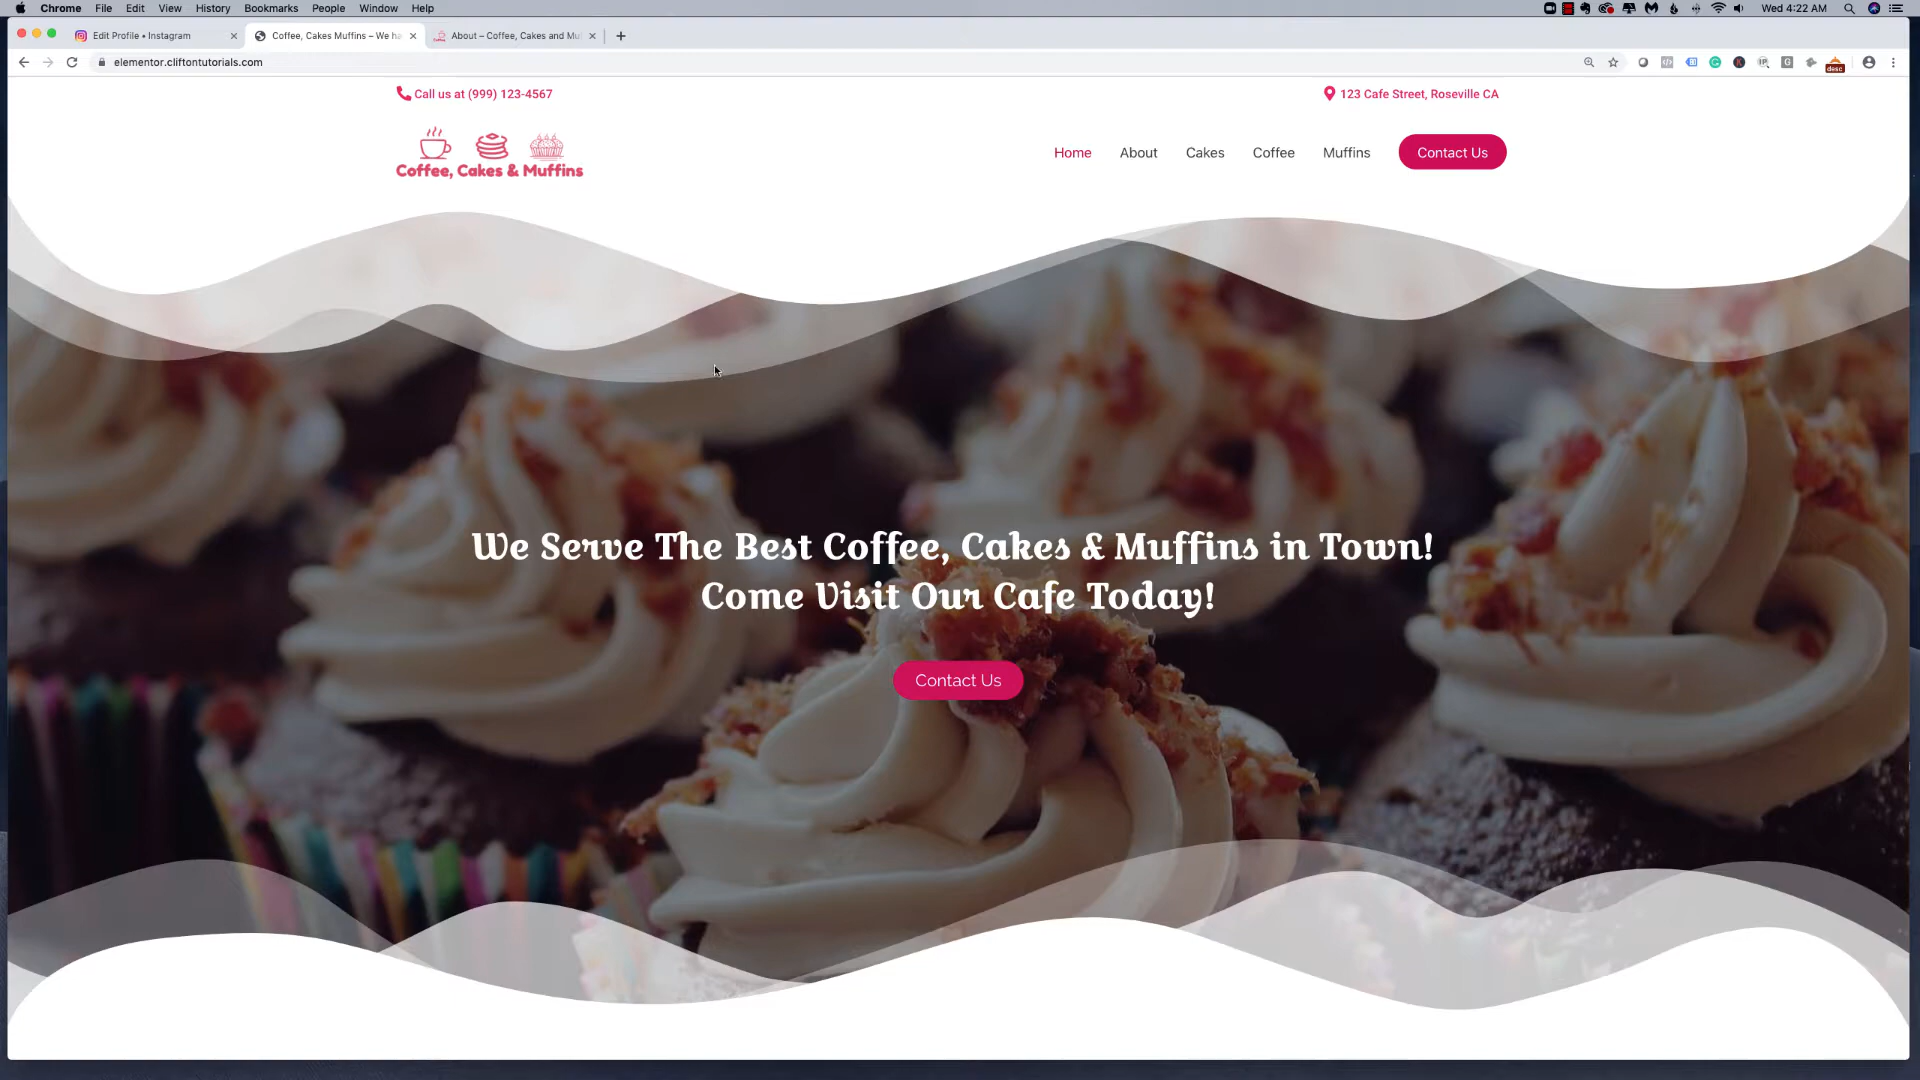 Chrome File Edit View History Bookmarks People Window Help
Wed 4:22 AM
Edit Profile • Instagram
Coffee, Cakes Muffins – We ha
About – Coffee, Cakes and Mu
elementor.cliftontutorials.com
Call us at (999) 123-4567
123 Cafe Street, Roseville CA
Coffee, Cakes & Muffins
Home About Cakes Coffee Muffins Contact Us
We Serve The Best Coffee, Cakes & Muffins in Town!
Come Visit Our Cafe Today!
Contact Us